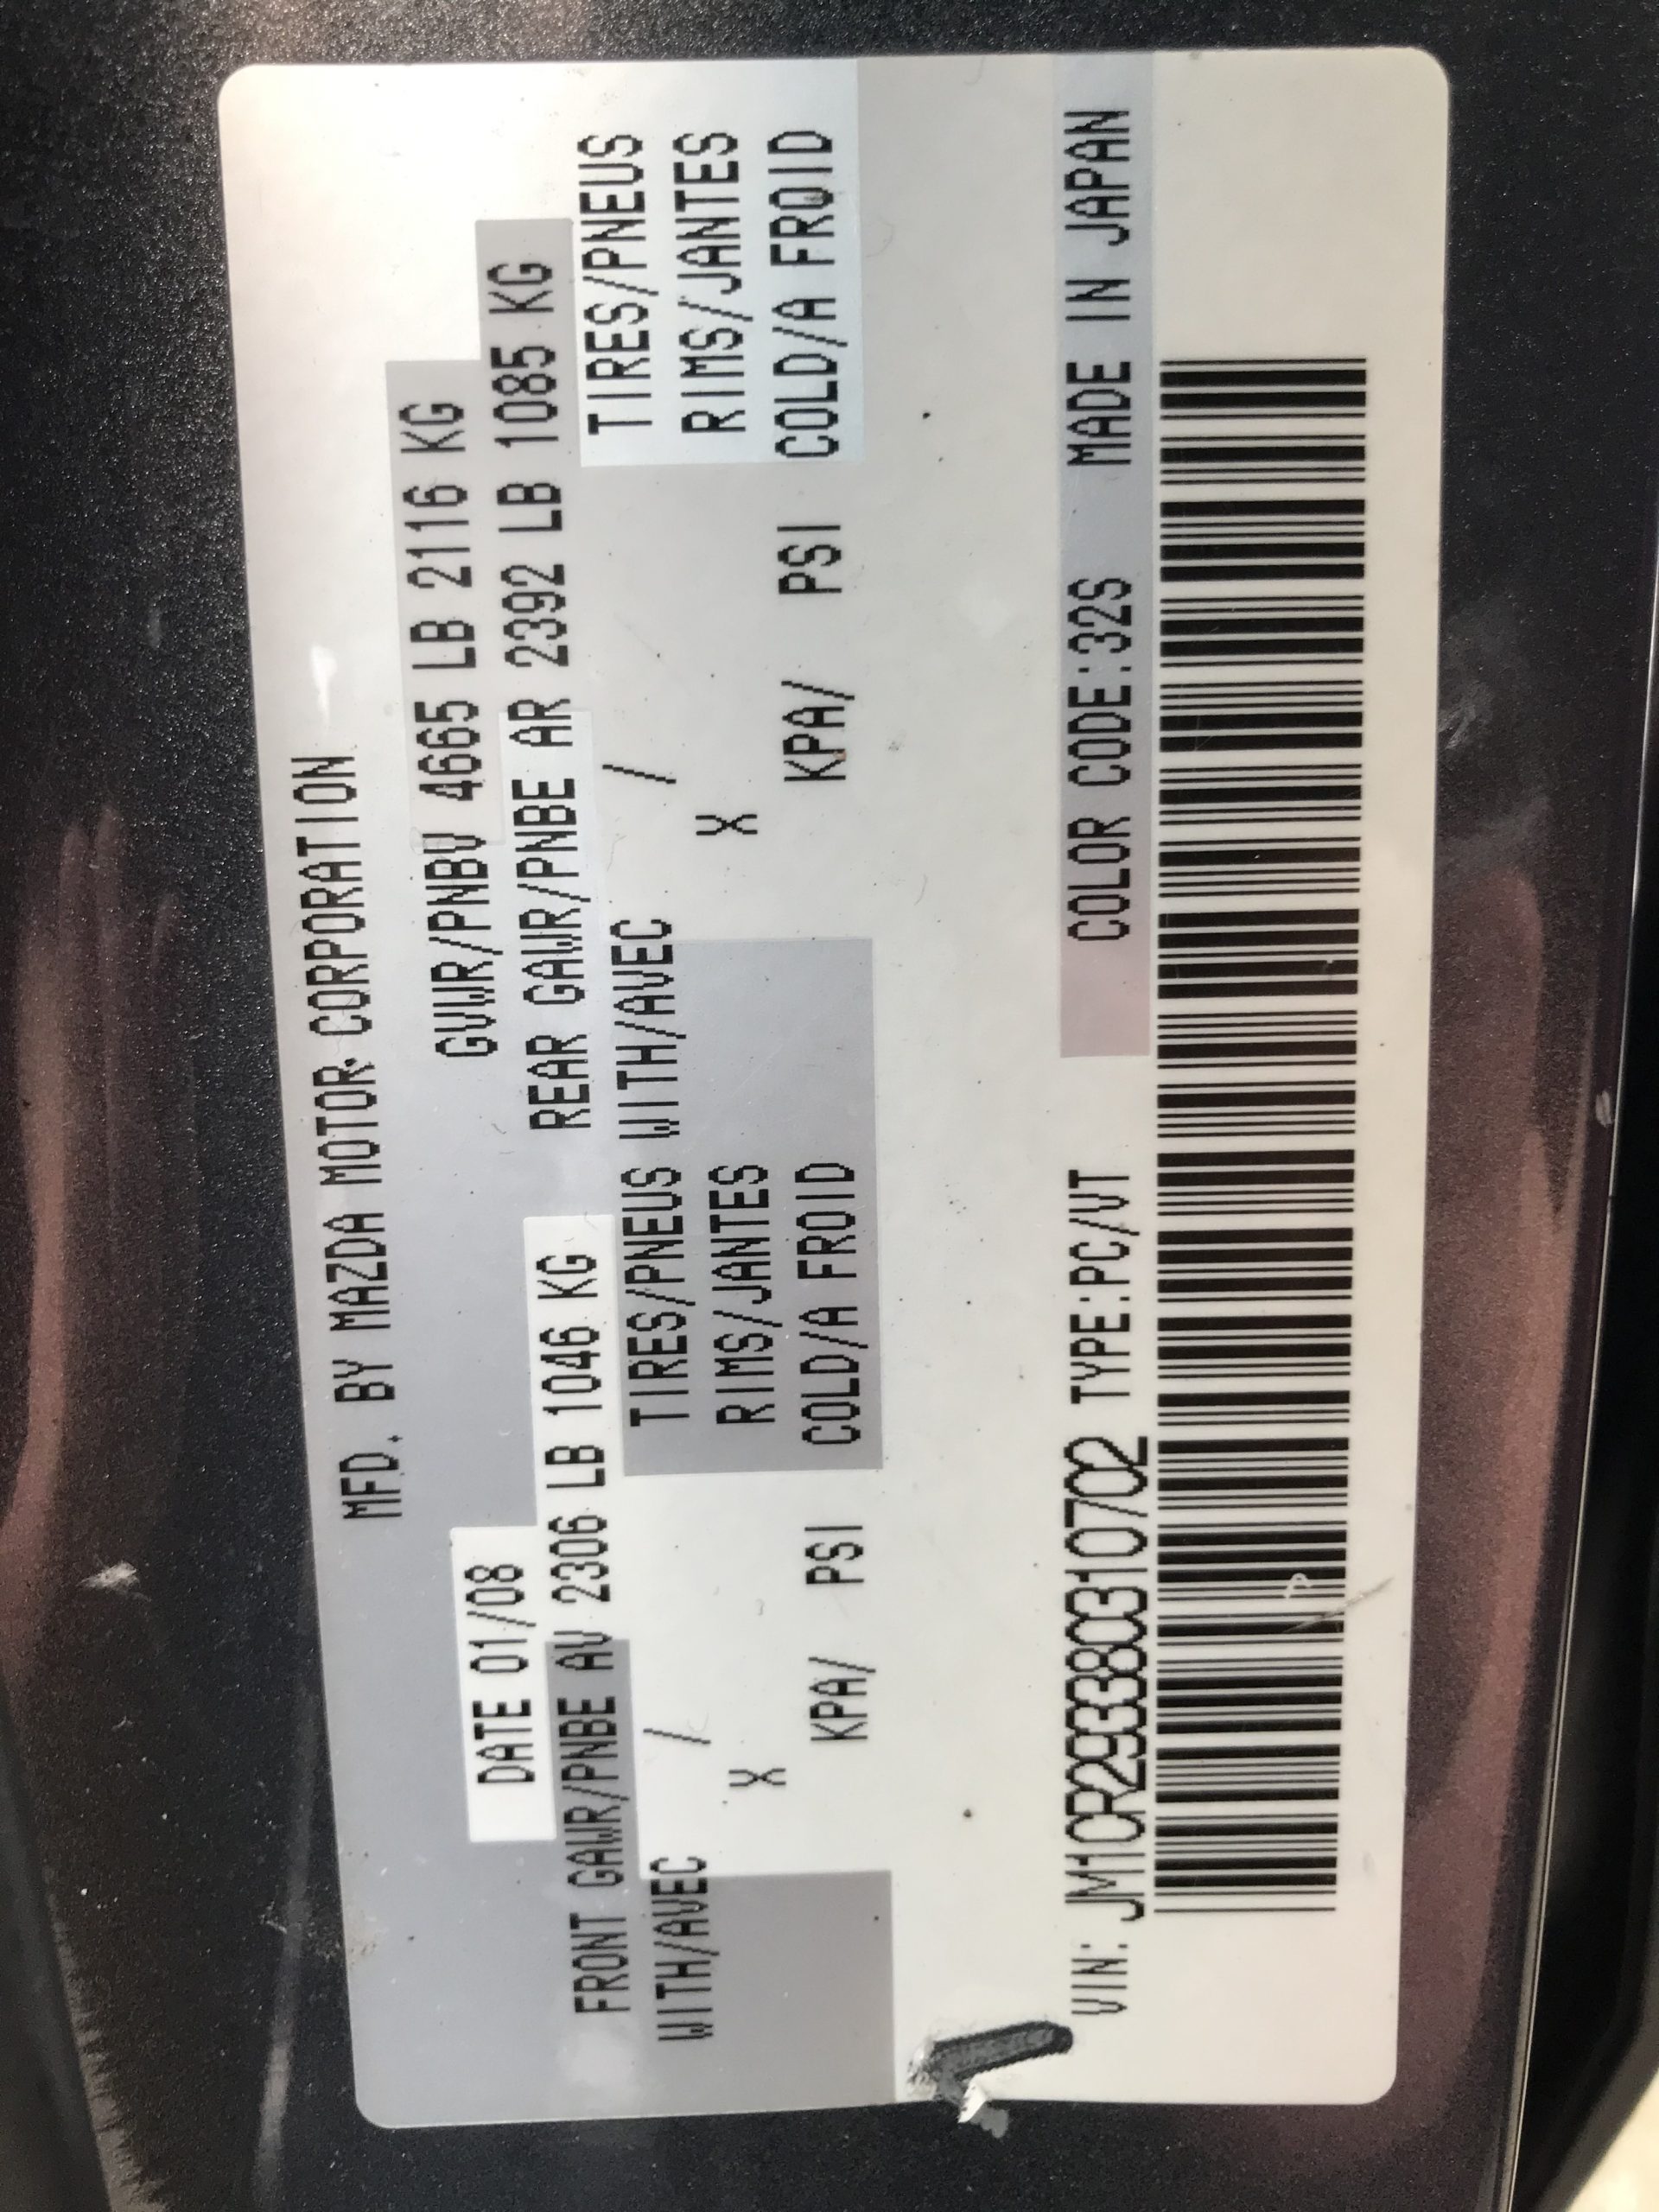 MFD. BY MAZDA MOTOR CORPORATION
DATE 01/08 GVWR/PNBV 4665 LB 2116 KG
FRONT GAWR/PNBE AV 2306 LB 1046 KG REAR GAWR/PNBE AR 2392 LB 1085 KG
WITH/AVEC / TIRES/PNEUS WITH/AVEC / TIRES/PNEUS
X RIMS/JANTES X RIMS/JANTES
KPA/ PSI COLD/A FROID KPA/ PSI COLD/A FROID
VIN: JM1CR293380310702 TYPE:PC/VT COLOR CODE:32S MADE IN JAPAN